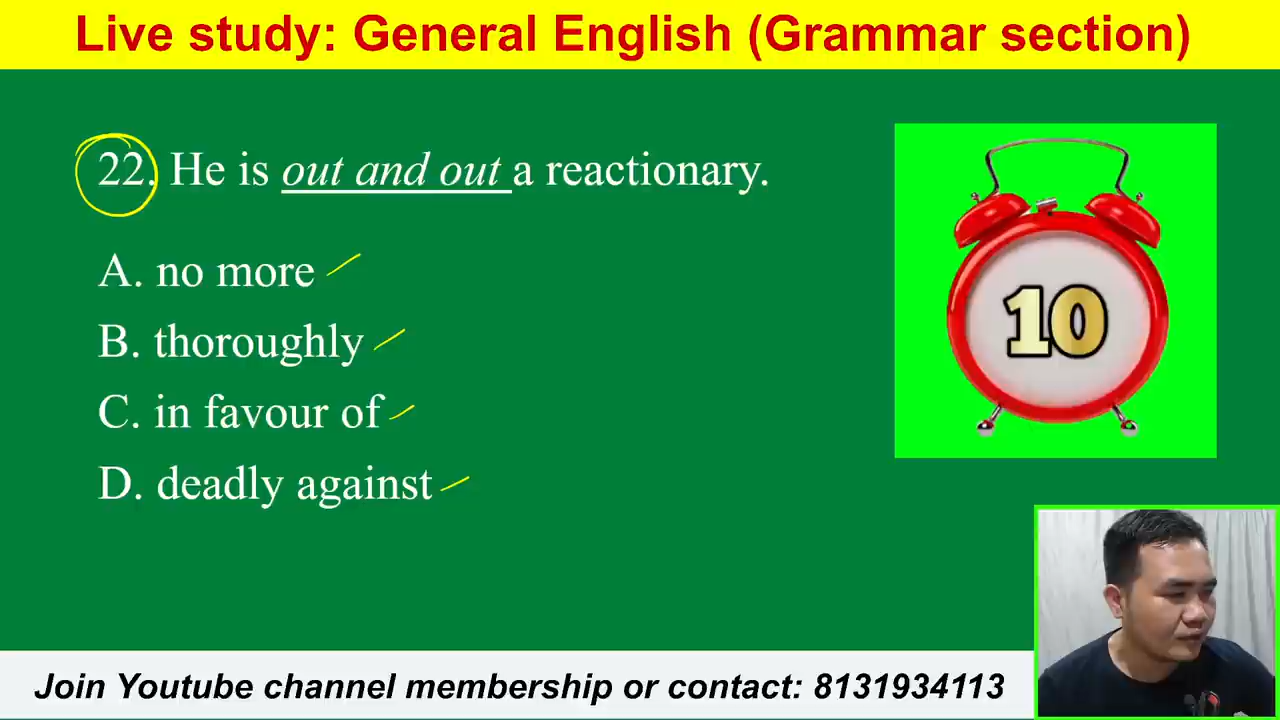 Live study: General English (Grammar section)
22. He is out and out a reactionary.
A. no more
B. thoroughly
C. in favour of
D. deadly against
10
Join Youtube channel membership or contact: 8131934113